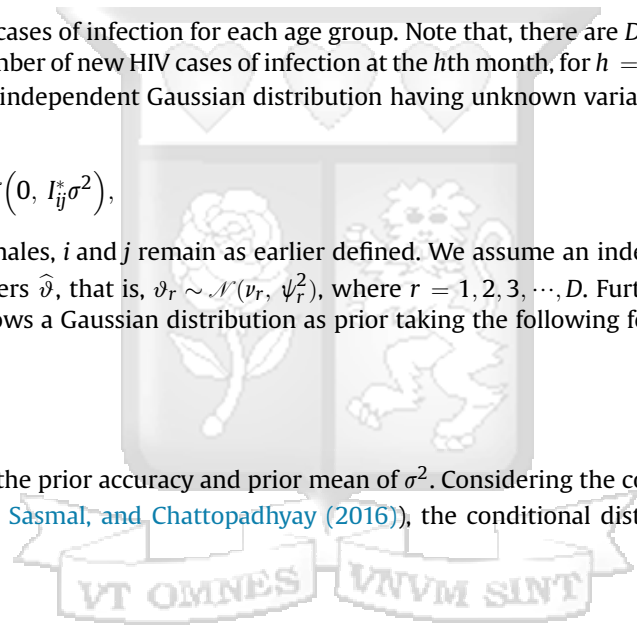 cases of infection for each age group. Note that, there are D
nber of new HIV cases of infection at the hth month, for h =
independent Gaussian distribution having unknown varia
(0, I*ij σ²),
nales, i and j remain as earlier defined. We assume an inde
ers ϑ̂, that is, ϑr ∼ 𝒩(νr, ψr²), where r = 1, 2, 3, ⋯, D. Furt
ows a Gaussian distribution as prior taking the following fo
the prior accuracy and prior mean of σ². Considering the co
Sasmal, and Chattopadhyay (2016)), the conditional dist
VT OMNES VNVM SINT